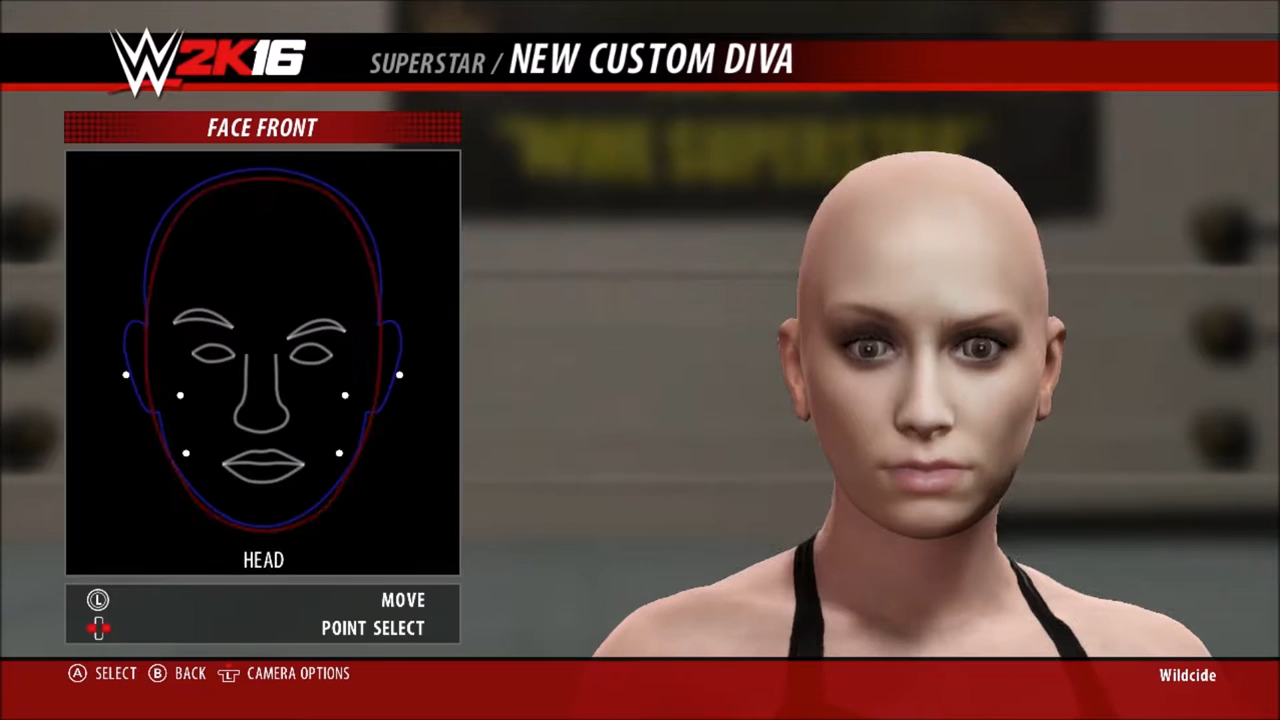 W 2K16
SUPERSTAR / NEW CUSTOM DIVA
FACE FRONT
HEAD
L MOVE
POINT SELECT
A SELECT B BACK L CAMERA OPTIONS
Wildcide